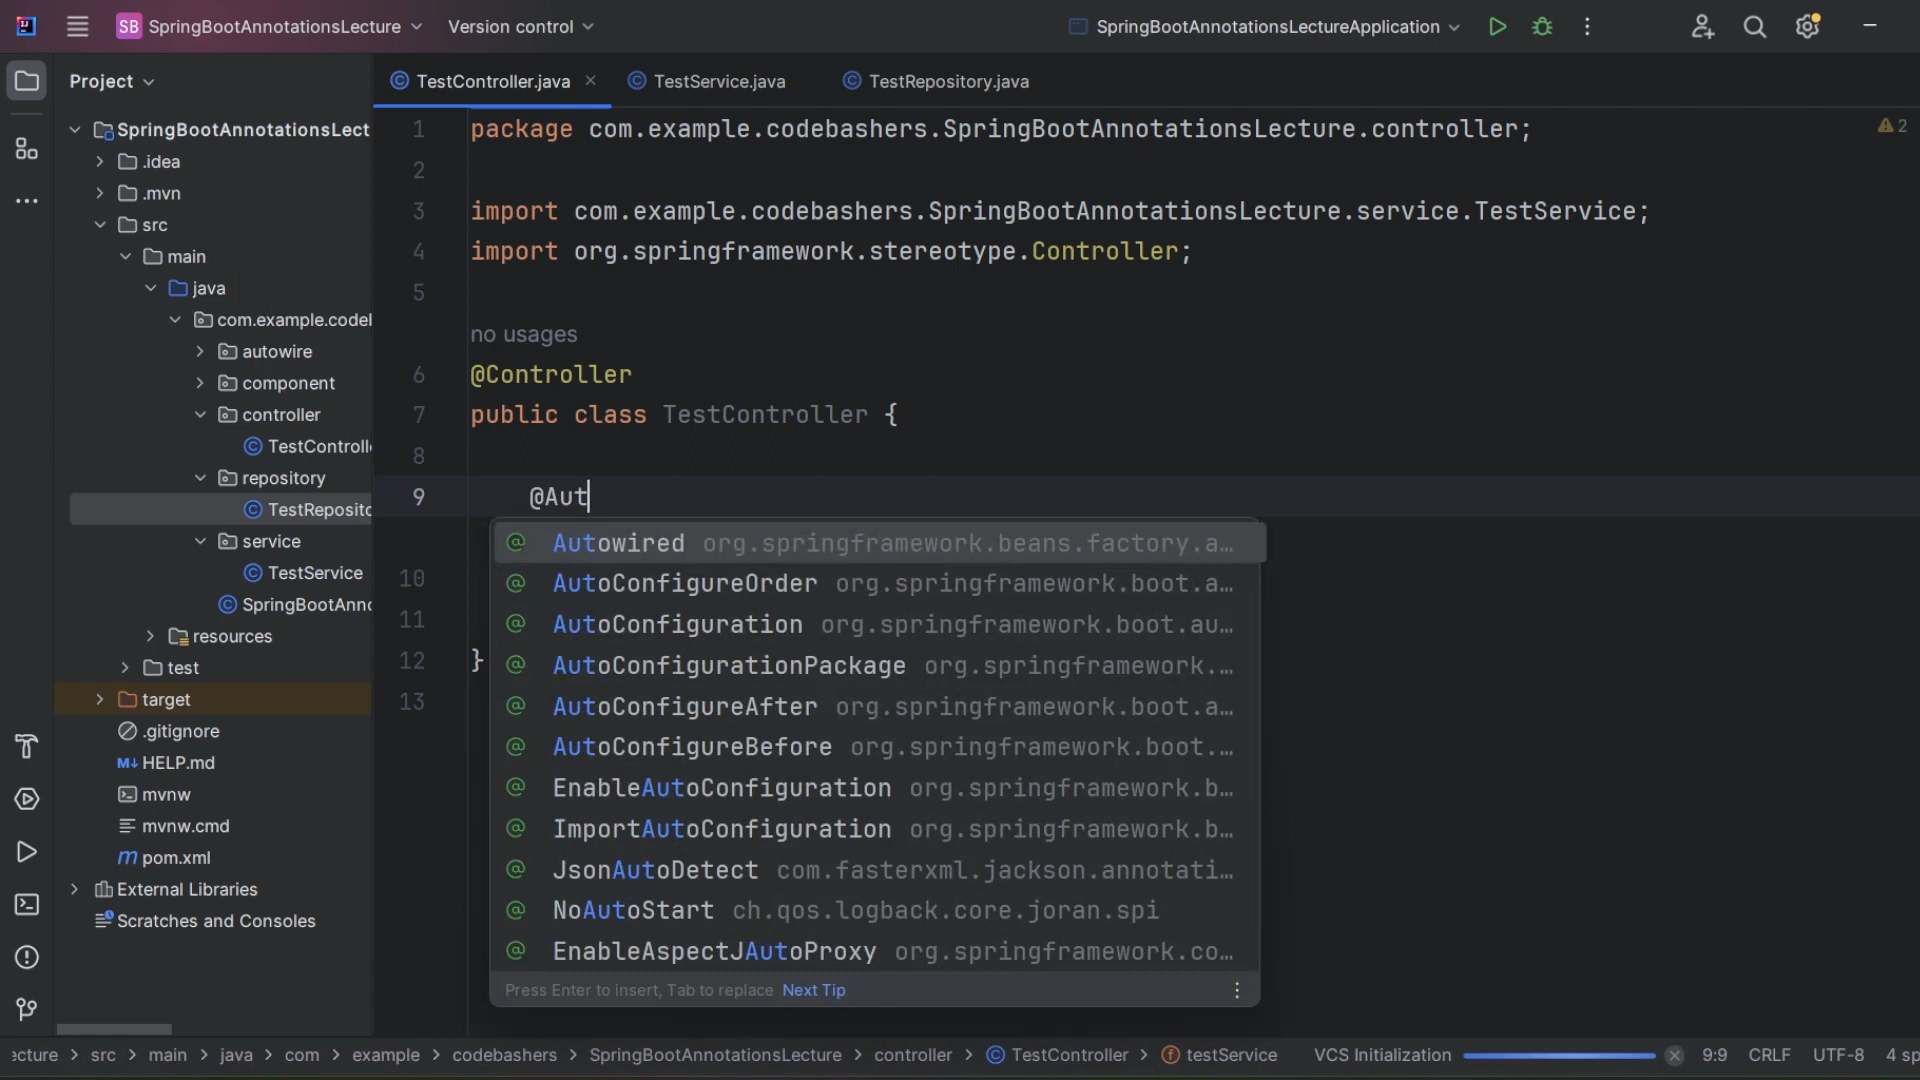 SB SpringBootAnnotationsLecture Version control SpringBootAnnotationsLectureApplication
Project
SpringBootAnnotationsLect
.idea
.mvn
src
main
java
com.example.codel
autowire
component
controller
TestControll
repository
TestReposito
service
TestService
SpringBootAnno
resources
test
target
.gitignore
M↓ HELP.md
mvnw
mvnw.cmd
m pom.xml
External Libraries
Scratches and Consoles
TestController.java TestService.java TestRepository.java
1 package com.example.codebashers.SpringBootAnnotationsLecture.controller; 2
2
3 import com.example.codebashers.SpringBootAnnotationsLecture.service.TestService;
4 import org.springframework.stereotype.Controller;
5
no usages
6 @Controller
7 public class TestController {
8
9 @Aut
10
11
12 }
13
@ Autowired org.springframework.beans.factory.a…
@ AutoConfigureOrder org.springframework.boot.a…
@ AutoConfiguration org.springframework.boot.au…
@ AutoConfigurationPackage org.springframework.…
@ AutoConfigureAfter org.springframework.boot.a…
@ AutoConfigureBefore org.springframework.boot.…
@ EnableAutoConfiguration org.springframework.b…
@ ImportAutoConfiguration org.springframework.b…
@ JsonAutoDetect com.fasterxml.jackson.annotati…
@ NoAutoStart ch.qos.logback.core.joran.spi
@ EnableAspectJAutoProxy org.springframework.co…
Press Enter to insert, Tab to replace Next Tip
ecture > src > main > java > com > example > codebashers > SpringBootAnnotationsLecture > controller > TestController > testService VCS Initialization 9:9 CRLF UTF-8 4 sp